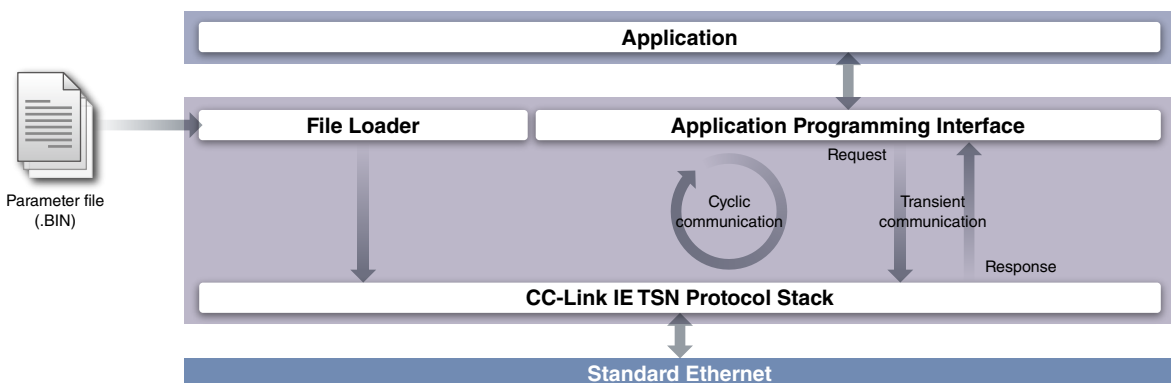 Application
File Loader
Application Programming Interface
Request
Parameter file
(.BIN)
Cyclic
communication
Transient
communication
Response
CC-Link IE TSN Protocol Stack
Standard Ethernet